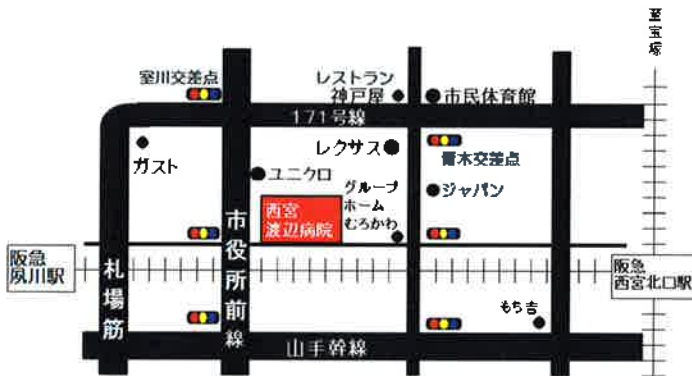 至宝塚
室川交差点
レストラン
神戸屋
市民体育館
171号線
ガスト
レクサス
青木交差点
ユニクロ
グループ
ホーム
むろかわ
ジャパン
西宮
渡辺病院
市役所前線
札場筋
阪急
夙川駅
阪急
西宮北口駅
もち吉
山手幹線